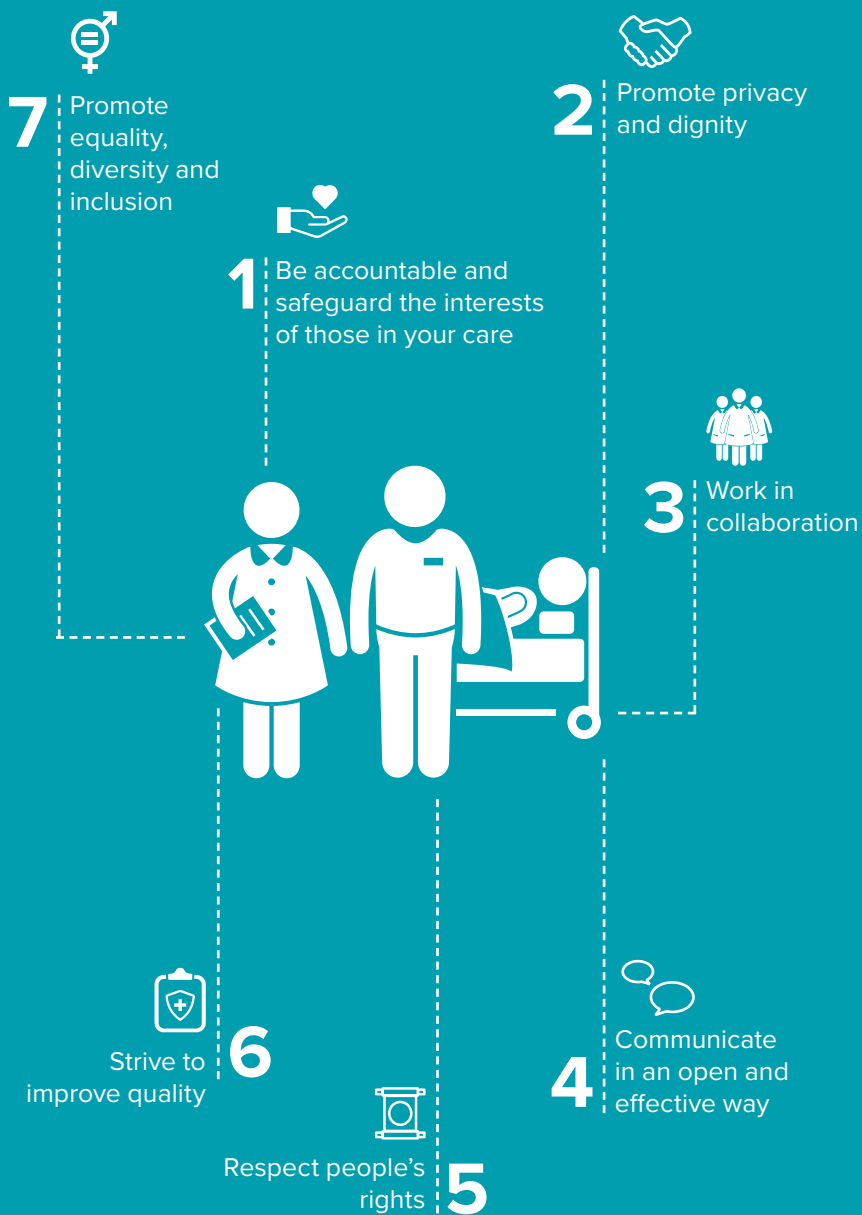 7
Promote
equality,
diversity and
inclusion
2
Promote privacy
and dignity
1
Be accountable and
safeguard the interests
of those in your care
3
Work in
collaboration
6
Strive to
improve quality
4
Communicate
in an open and
effective way
5
Respect people’s
rights